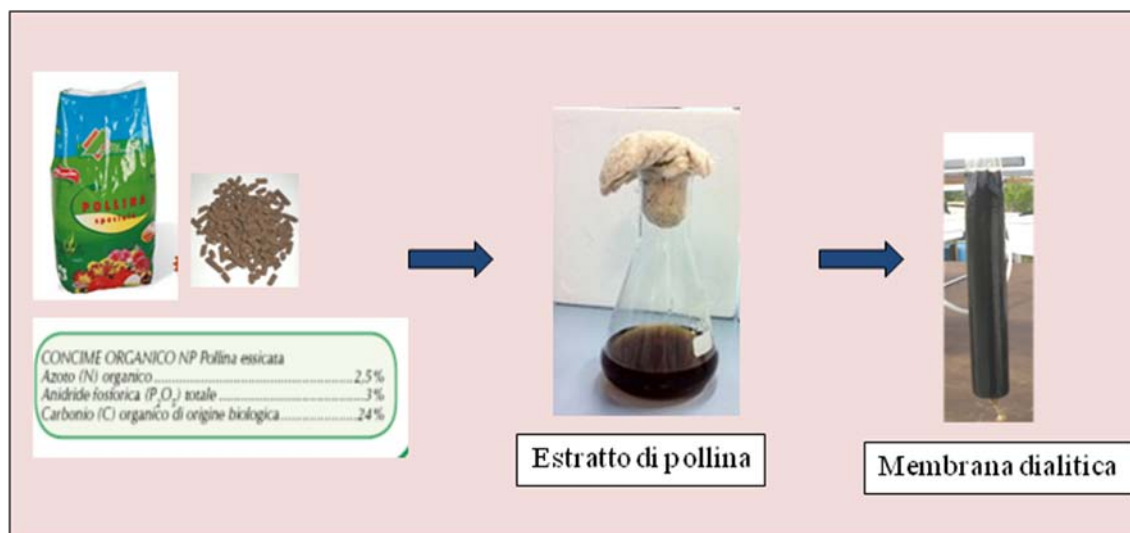 POLLINA
speciale
CONCIME ORGANICO NP Pollina essicata
Azoto (N) organico.....................................................2,5%
Anidride fosforica (P2O5) totale.......................................3%
Carbonio (C) organico di origine biologica....................24%
Estratto di pollina
Membrana dialitica